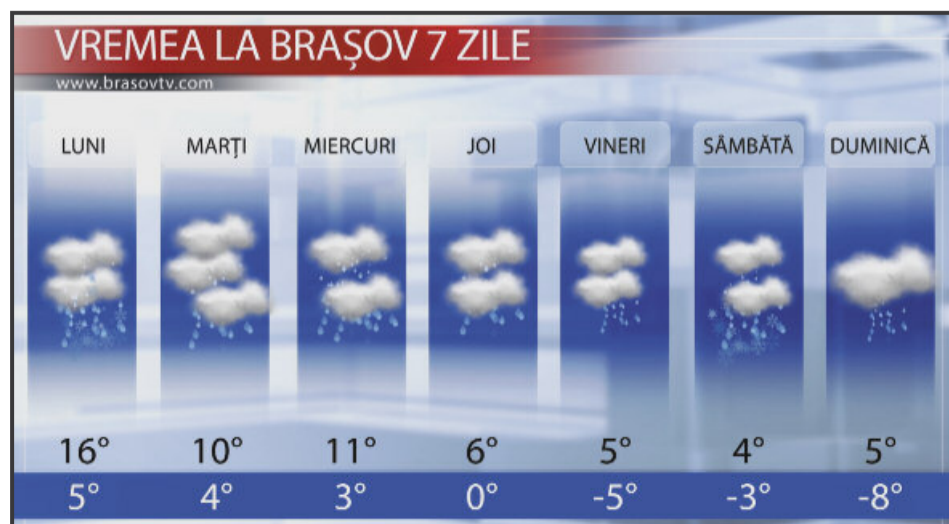 VREMEA LA BRAȘOV 7 ZILE
www.brasovtv.com
LUNI MARȚI MIERCURI JOI VINERI SÂMBĂTĂ DUMINICĂ
16° 10° 11° 6° 5° 4° 5°
5° 4° 3° 0° -5° -3° -8°